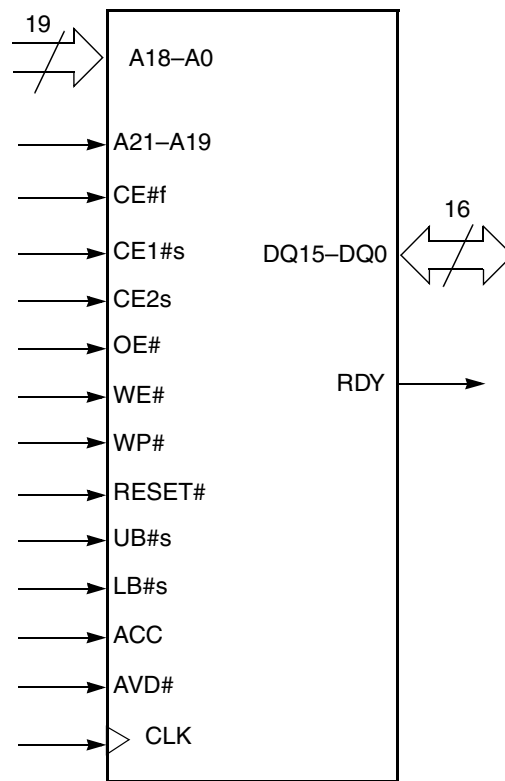 19
A18–A0
A21–A19
CE#f
16
CE1#s
DQ15–DQ0
CE2s
OE#
RDY
WE#
WP#
RESET#
UB#s
LB#s
ACC
AVD#
CLK